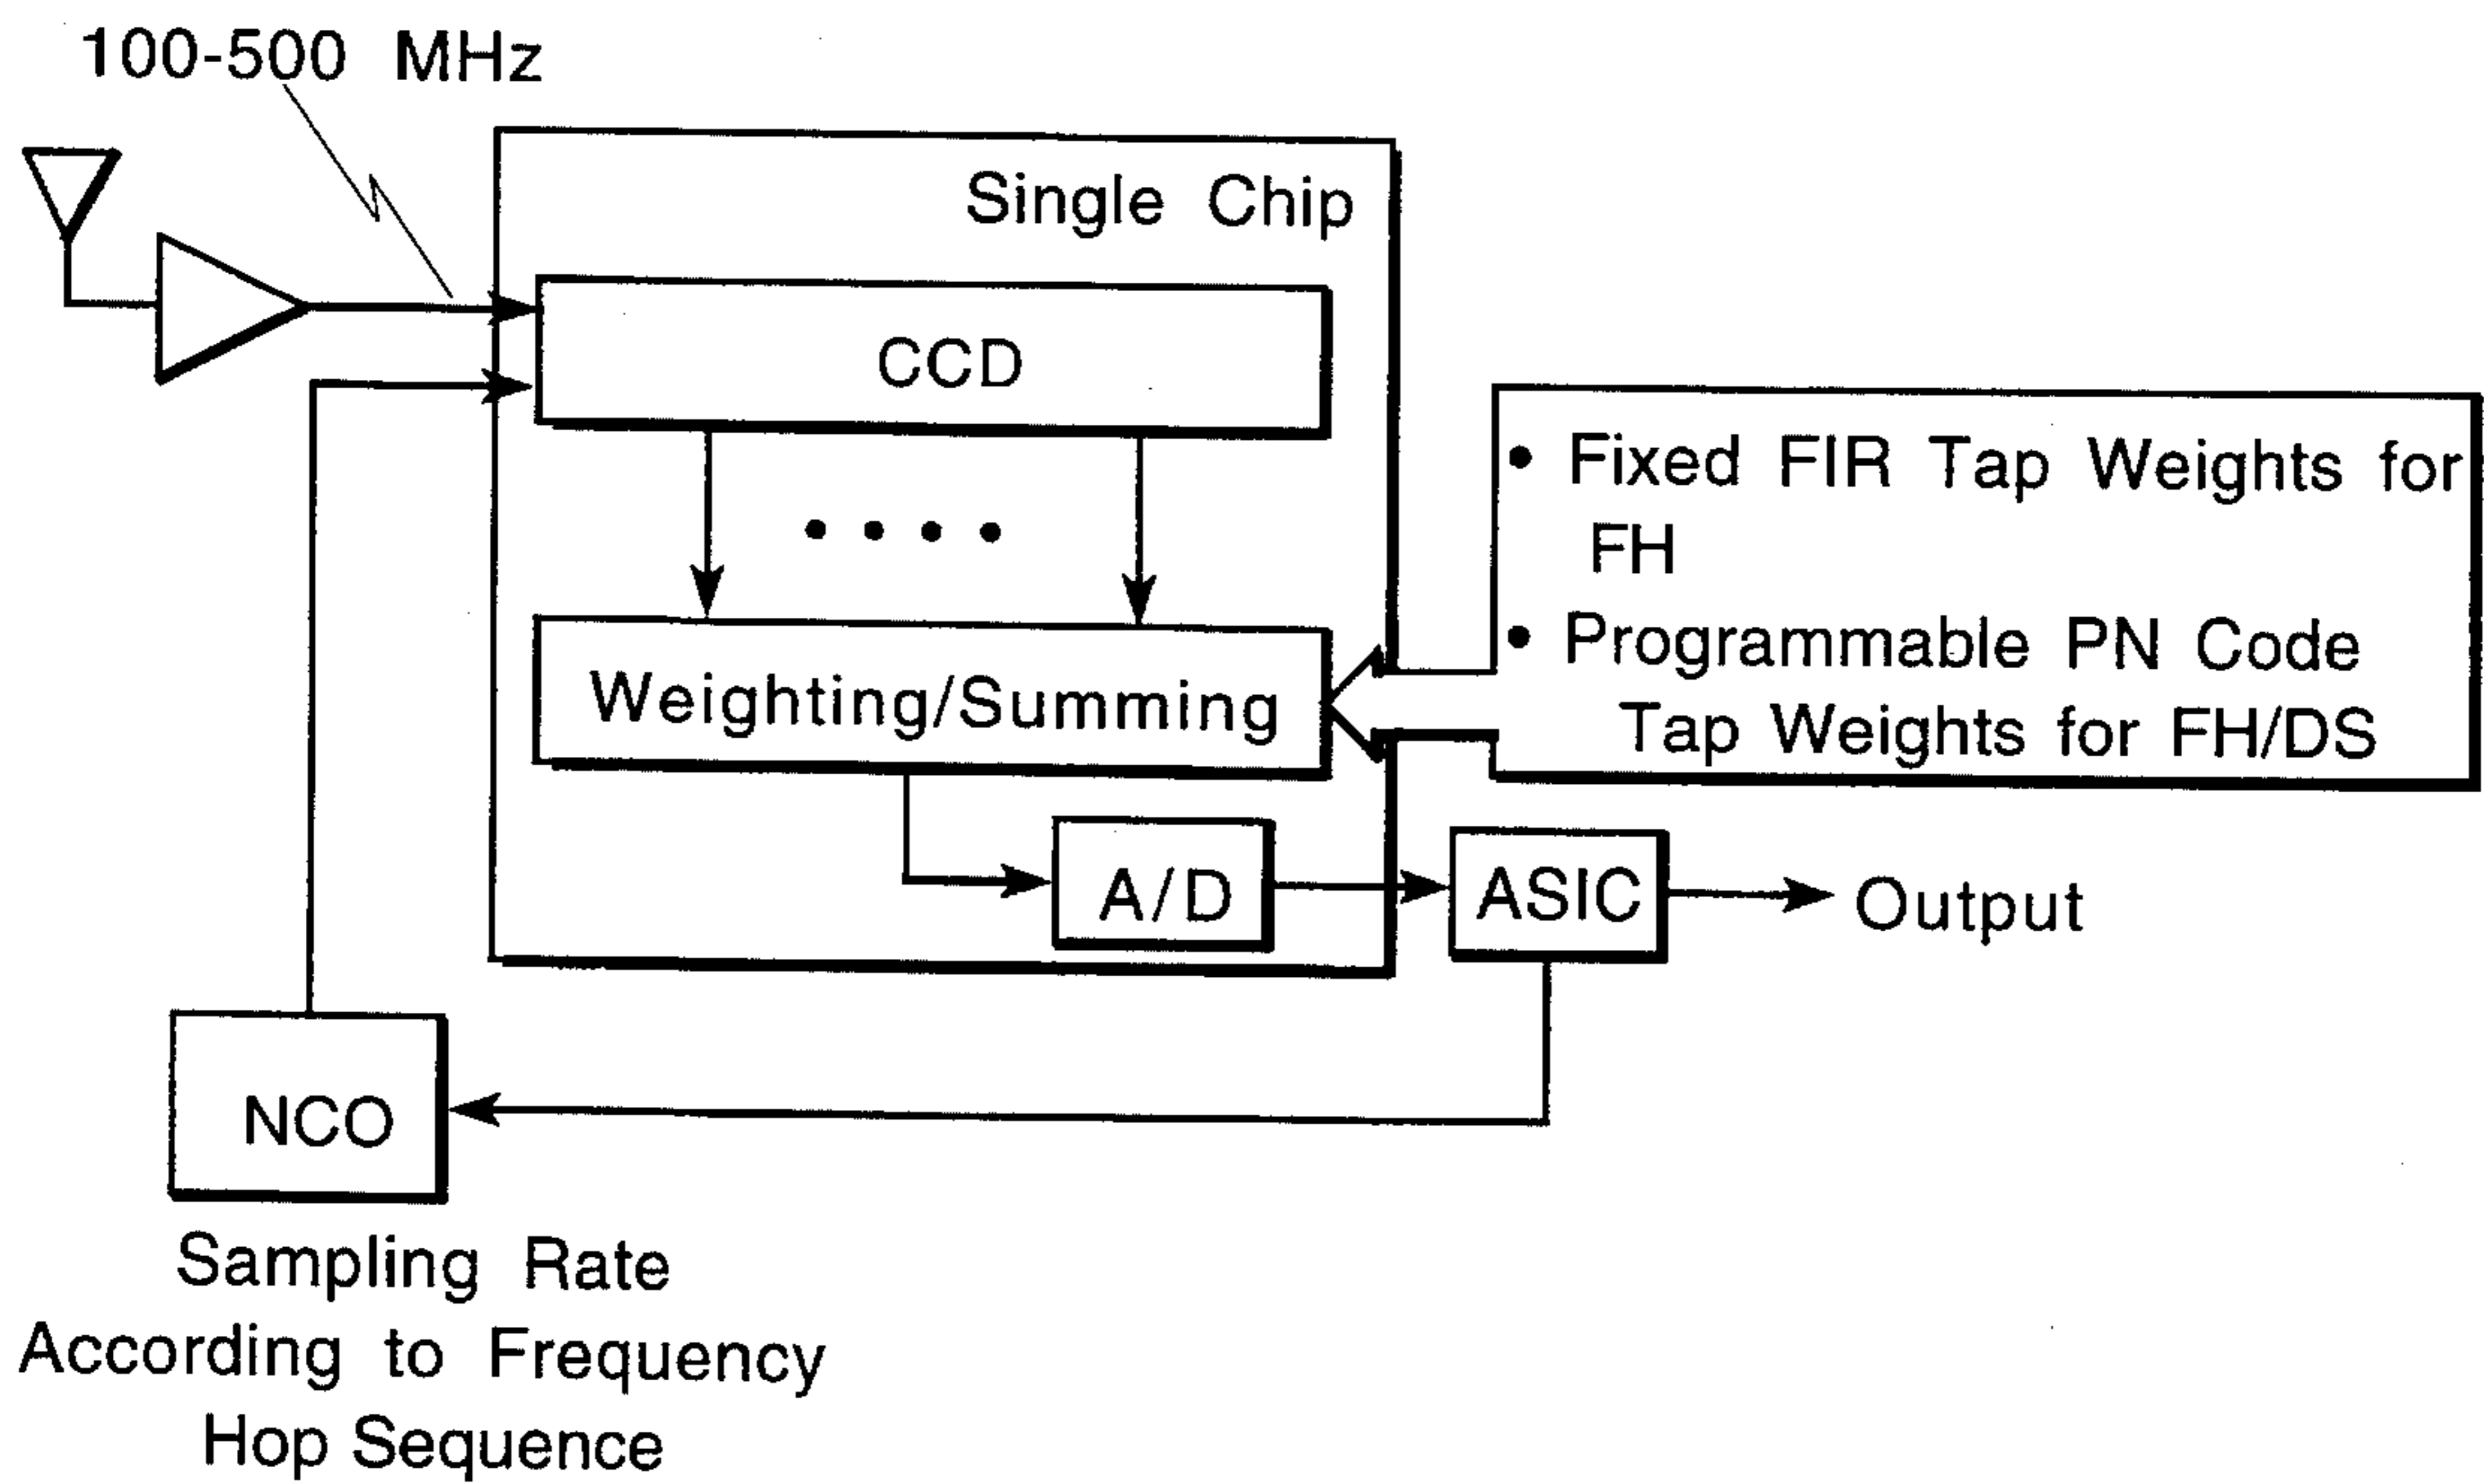 100-500 MHz
Single Chip
CCD
• Fixed FIR Tap Weights for
FH
• Programmable PN Code
Tap Weights for FH/DS
Weighting/Summing
A/D
ASIC
Output
NCO
Sampling Rate
According to Frequency
Hop Sequence